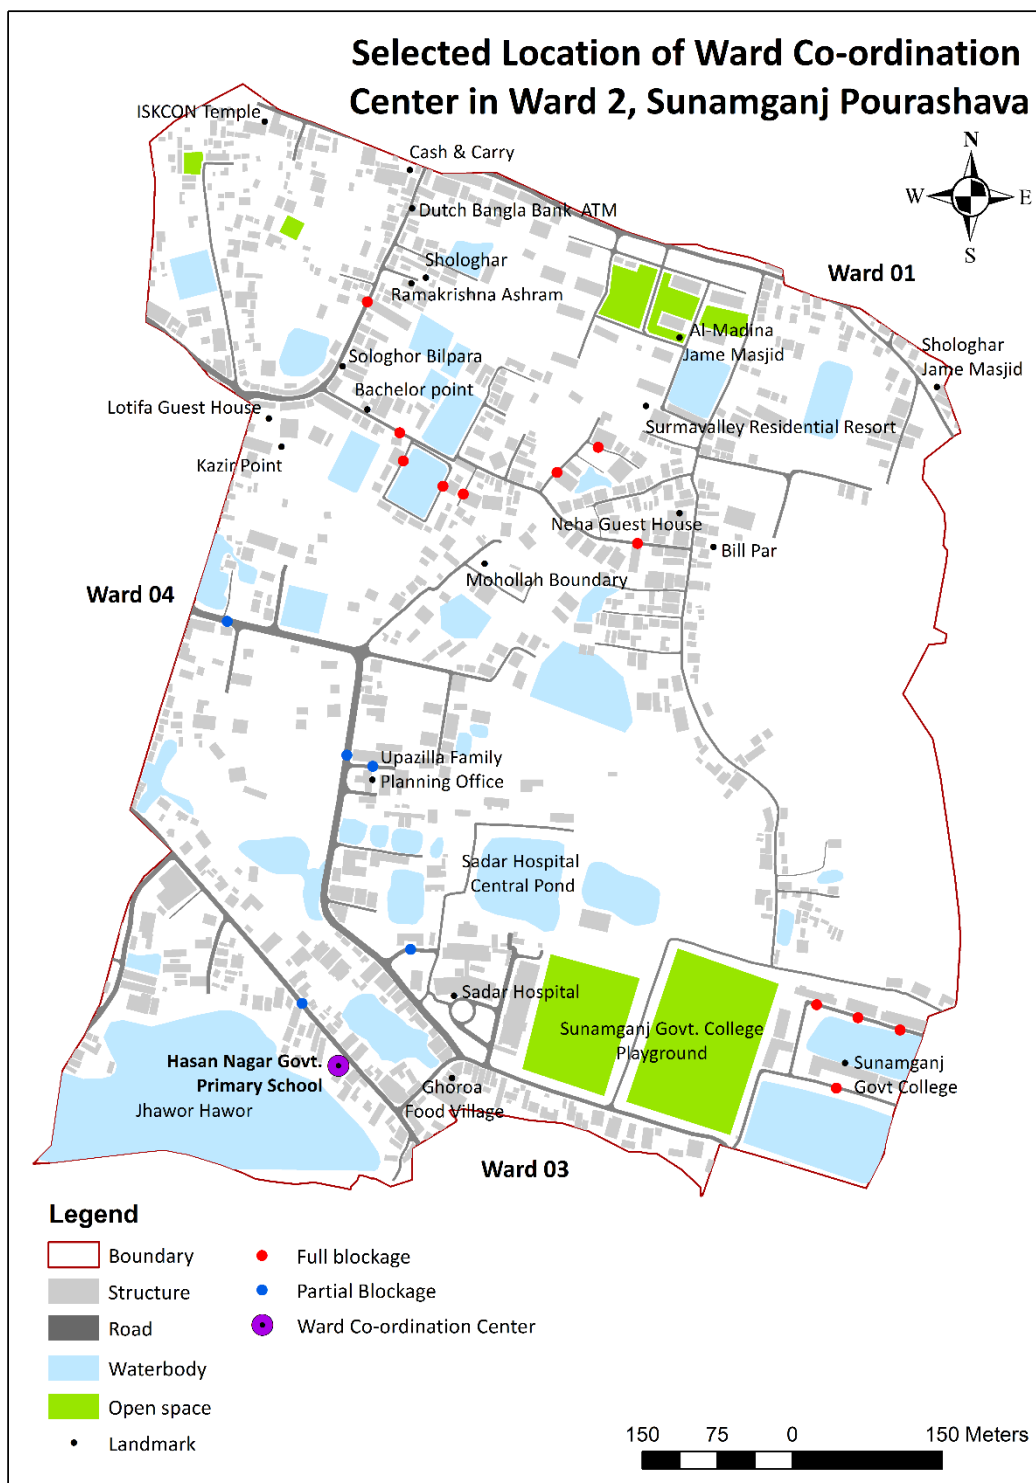 Selected Location of Ward Co-ordination
Center in Ward 2, Sunamganj Pourashava
N
W
E
S
ISKCON Temple
Cash & Carry
Dutch Bangla Bank ATM
Shologhar
Ramakrishna Ashram
Ward 01
Al-Madina
Jame Masjid
Shologhar
Jame Masjid
Sologhor Bilpara
Bachelor point
Lotifa Guest House
Surmavalley Residential Resort
Kazir Point
Neha Guest House
Bill Par
Mohollah Boundary
Ward 04
Upazilla Family
Planning Office
Sadar Hospital
Central Pond
Sadar Hospital
Sunamganj Govt. College
Playground
Hasan Nagar Govt.
Primary School
Jhawor Hawor
Ghoroa
Food Village
Sunamganj
Govt College
Ward 03
Legend
Boundary
Structure
Road
Waterbody
Open space
Landmark
Full blockage
Partial Blockage
Ward Co-ordination Center
150 75 0 150 Meters